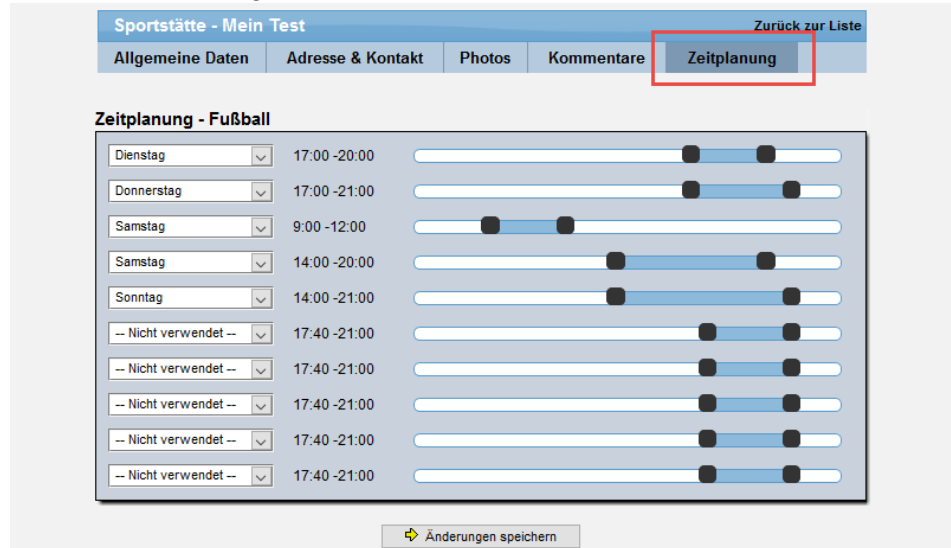 Sportstätte - Mein Test Zurück zur Liste
Allgemeine Daten Adresse & Kontakt Photos Kommentare Zeitplanung
Zeitplanung - Fußball
Dienstag 17:00 -20:00
Donnerstag 17:00 -21:00
Samstag 9:00 -12:00
Samstag 14:00 -20:00
Sonntag 14:00 -21:00
-- Nicht verwendet -- 17:40 -21:00
-- Nicht verwendet -- 17:40 -21:00
-- Nicht verwendet -- 17:40 -21:00
-- Nicht verwendet -- 17:40 -21:00
-- Nicht verwendet -- 17:40 -21:00
Änderungen speichern